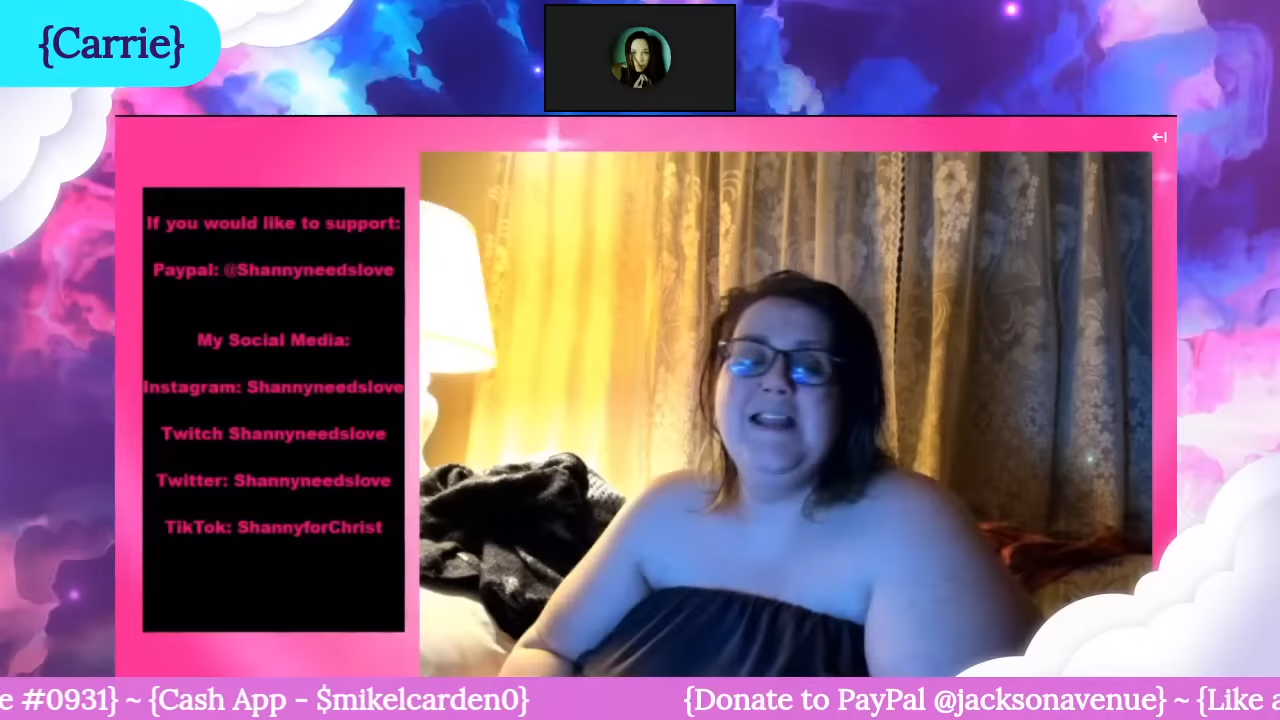 {Carrie}
If you would like to support:
Paypal: @Shannyneedslove
My Social Media:
Instagram: Shannyneedslove
Twitch Shannyneedslove
Twitter: Shannyneedslove
TikTok: ShannyforChrist
e #0931} ~ {Cash App - $mikelcarden0} {Donate to PayPal @jacksonavenue} ~ {Like a